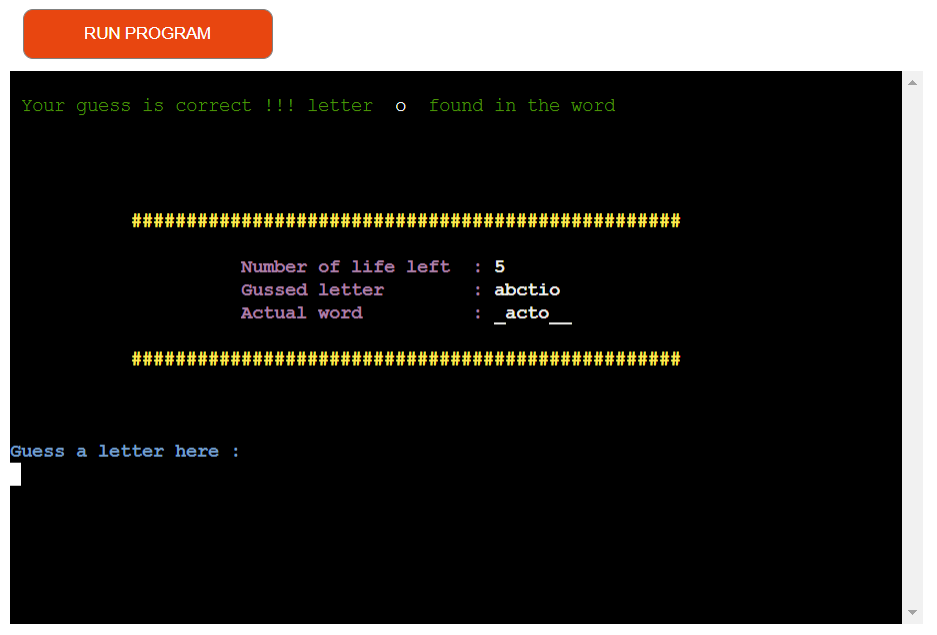 RUN PROGRAM
Your guess is correct !!! letter o found in the word
##################################################
Number of life left : 5
Gussed letter : abctio
Actual word : _acto__
##################################################
Guess a letter here :